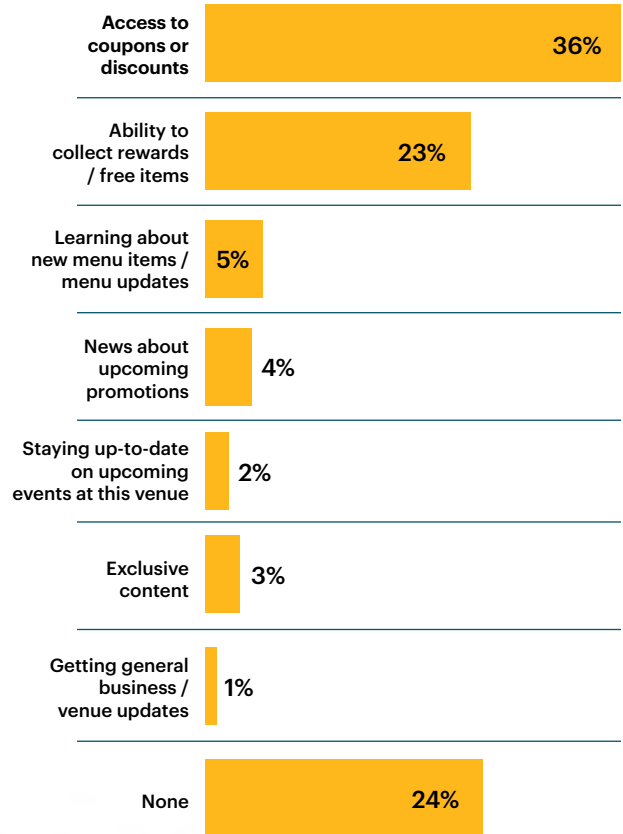 Access to
coupons or
discounts
36%
Ability to
collect rewards
/ free items
23%
Learning about
new menu items /
menu updates
5%
News about
upcoming
promotions
4%
Staying up-to-date
on upcoming
events at this venue
2%
Exclusive
content
3%
Getting general
business /
venue updates
1%
None
24%